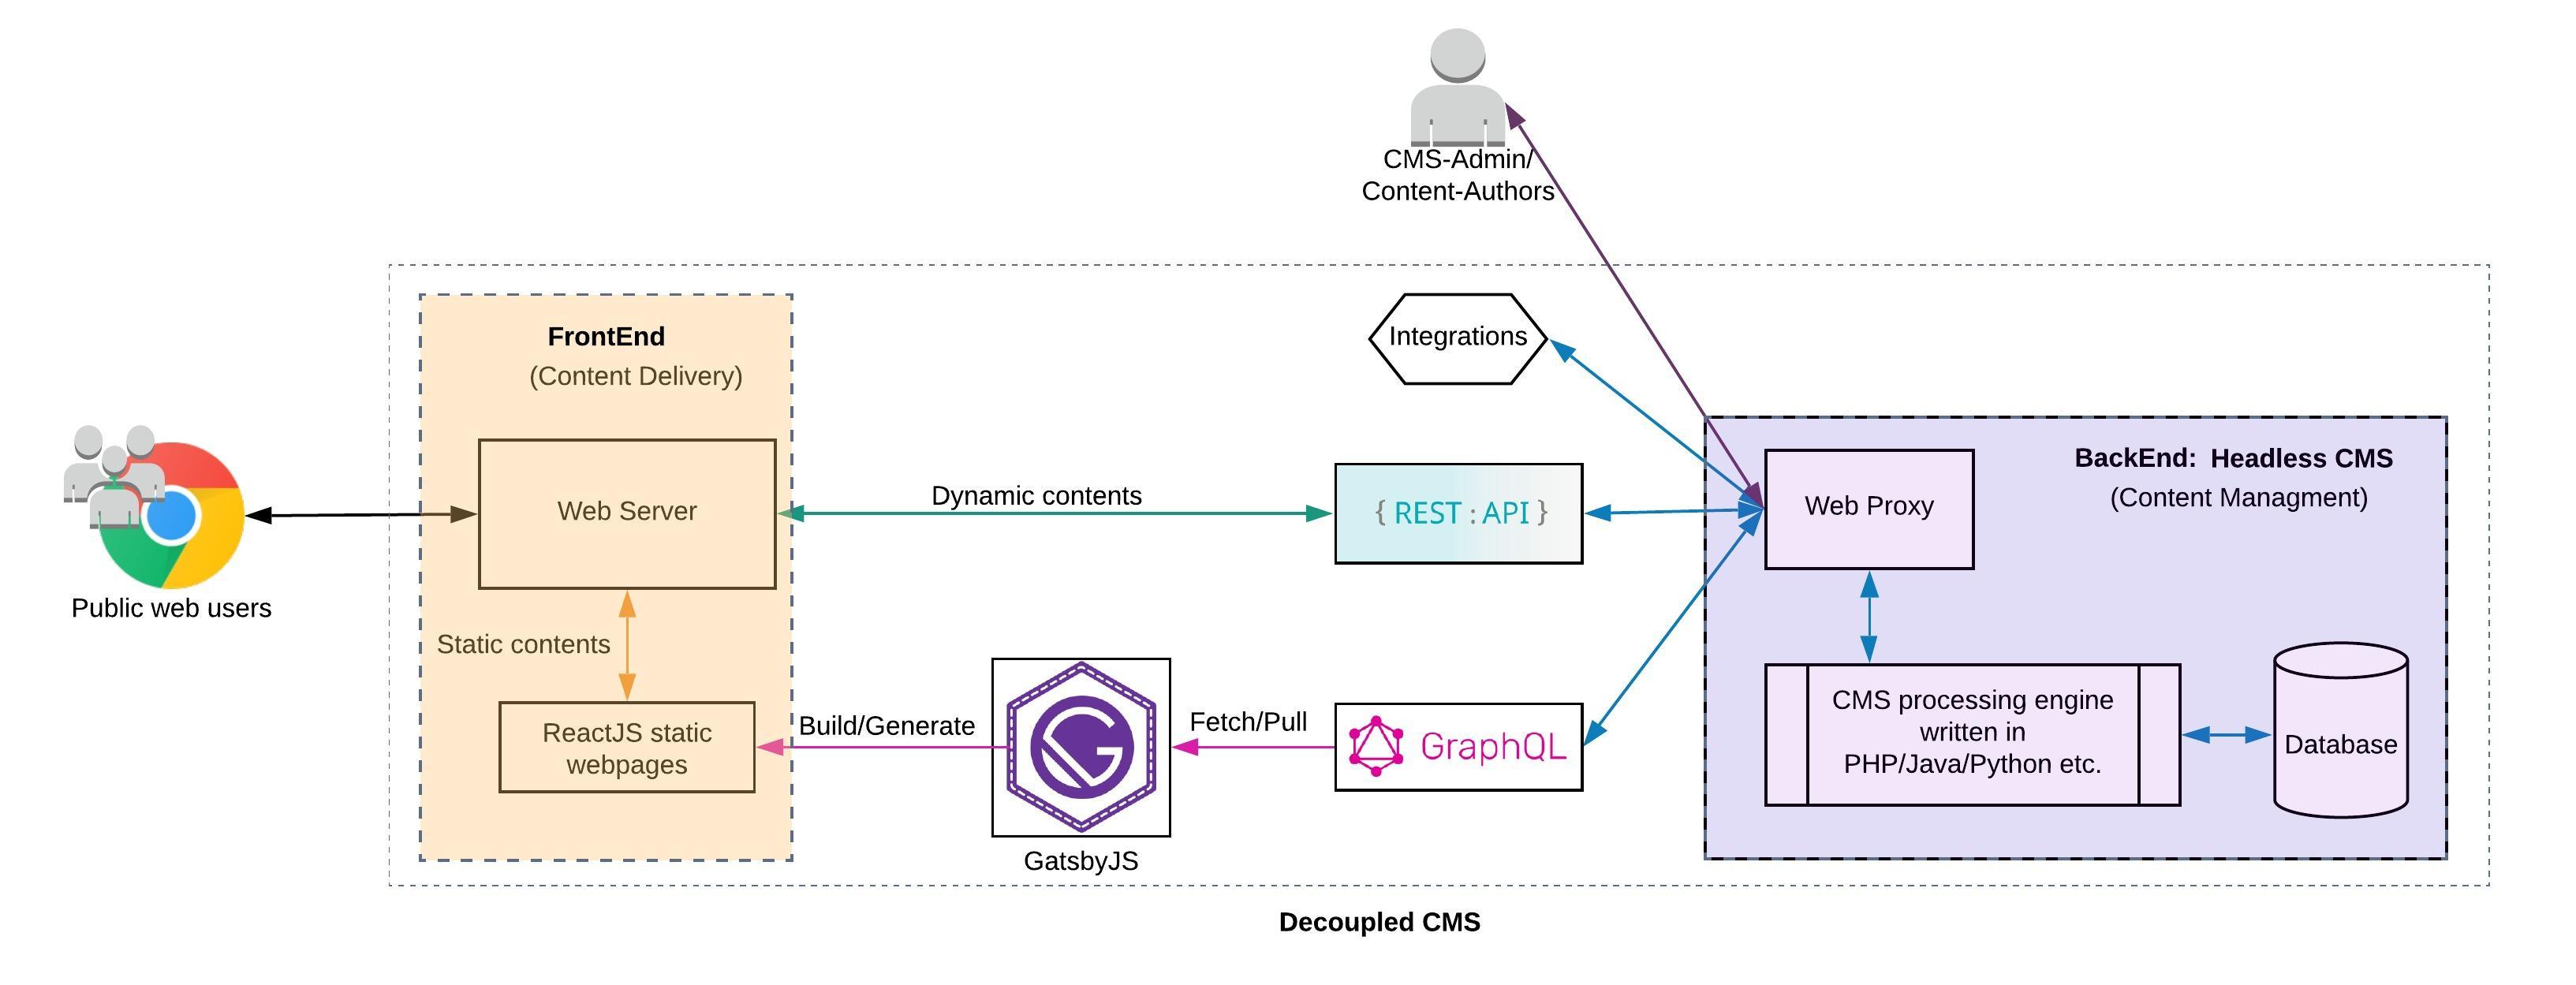 CMS-Admin/
Content-Authors
FrontEnd
(Content Delivery)
Integrations
Web Server
Dynamic contents
{ REST : API }
Web Proxy
BackEnd: Headless CMS
(Content Managment)
Public web users
Static contents
ReactJS static
webpages
Build/Generate
GatsbyJS
Fetch/Pull
GraphQL
CMS processing engine
written in
PHP/Java/Python etc.
Database
Decoupled CMS